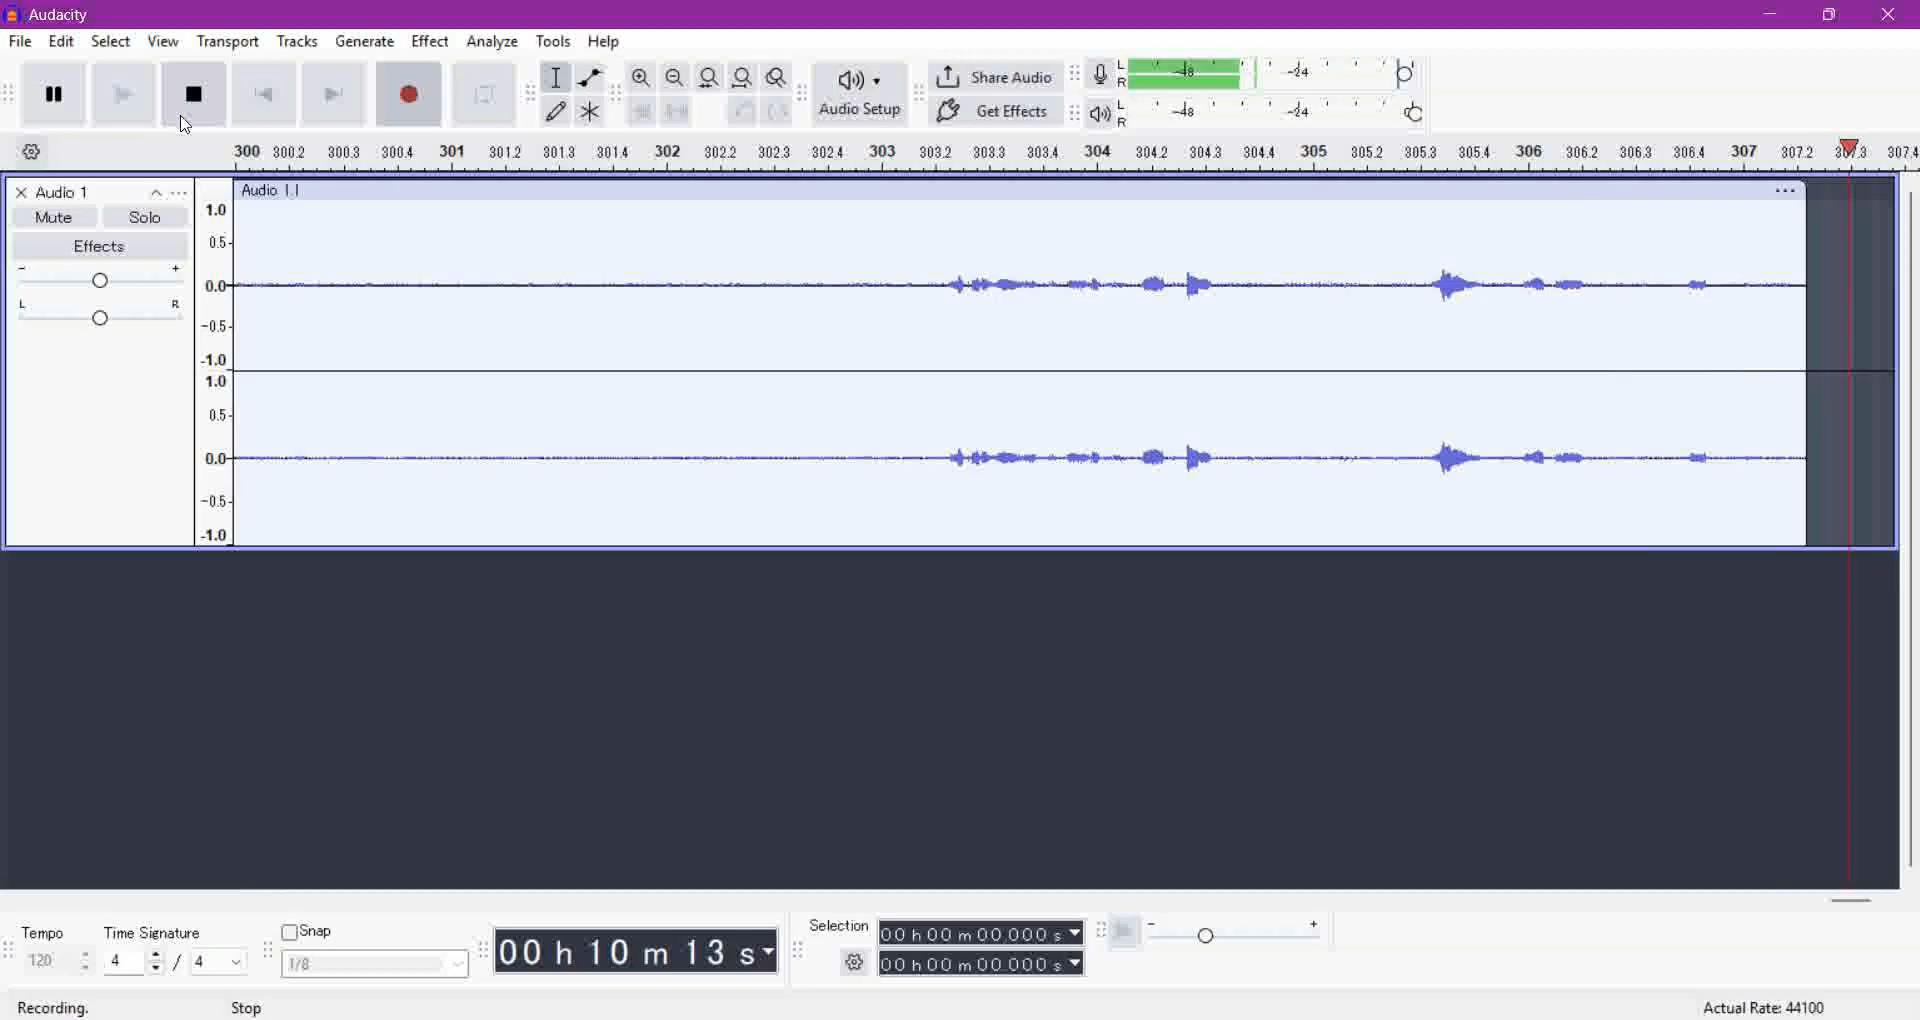 Audacity
File Edit Select View Transport Tracks Generate Effect Analyze Tools Help
Audio Setup
Share Audio
Get Effects
L R -48 -24
L R -48 -24
300 300.2 300.3 300.4 301 301.2 301.3 301.4 302 302.2 302.3 302.4 303 303.2 303.3 303.4 304 304.2 304.3 304.4 305 305.2 305.3 305.4 306 306.2 306.3 306.4 307 307.2 307.3 307.4
Audio 1
Mute Solo
Effects
- +
L R
Audio 1.1
1.0
0.5
0.0
-0.5
-1.0
1.0
0.5
0.0
-0.5
-1.0
Tempo
120
Time Signature
4 / 4
Snap
1/8
00 h 10 m 13 s
Selection
00 h 00 m 00.000 s
00 h 00 m 00.000 s
- +
Recording. Stop Actual Rate: 44100